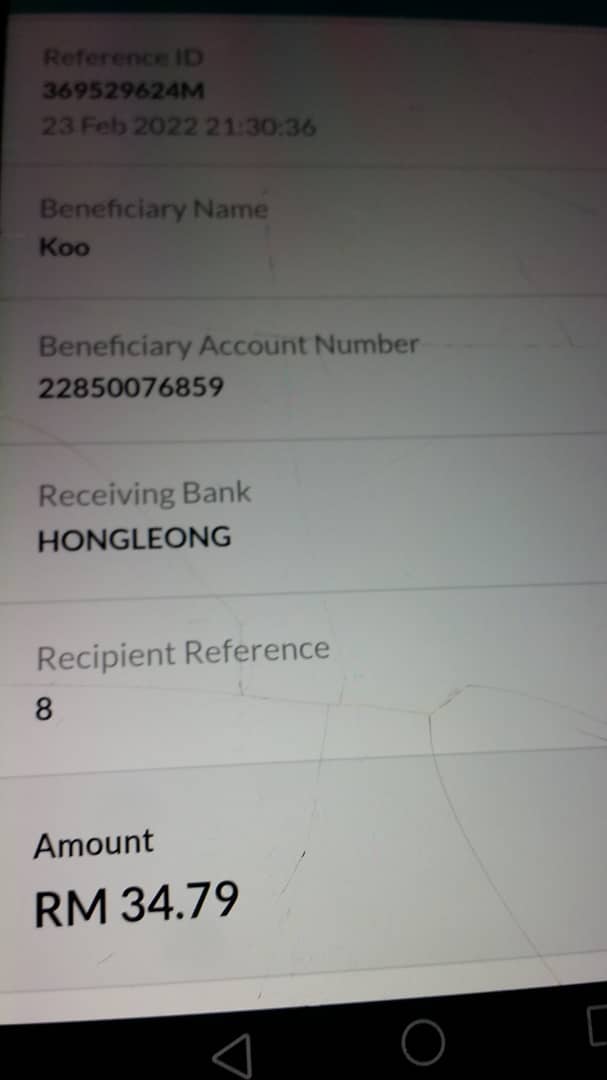 Reference ID
369529624M
23 Feb 2022 21:30:36
Beneficiary Name
Koo
Beneficiary Account Number
22850076859
Receiving Bank
HONGLEONG
Recipient Reference
8
Amount
RM 34.79